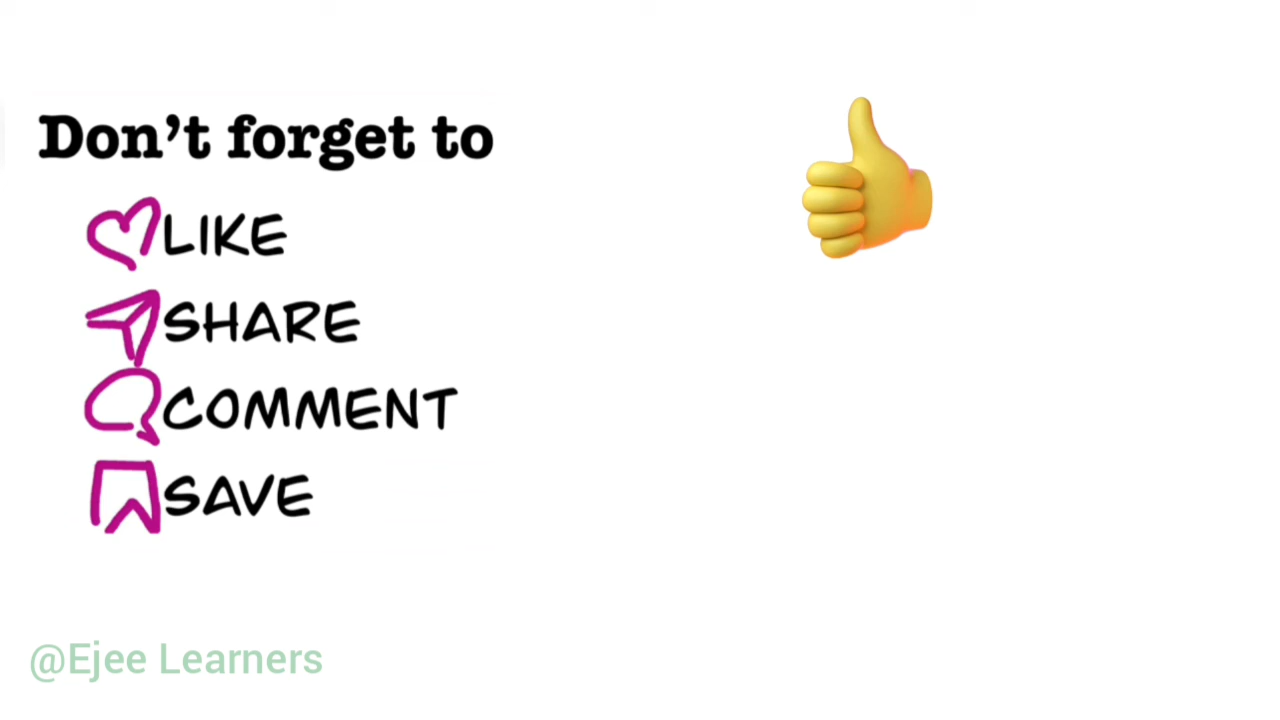 Don’t forget to
LIKE
SHARE
COMMENT
SAVE
@Ejee Learners